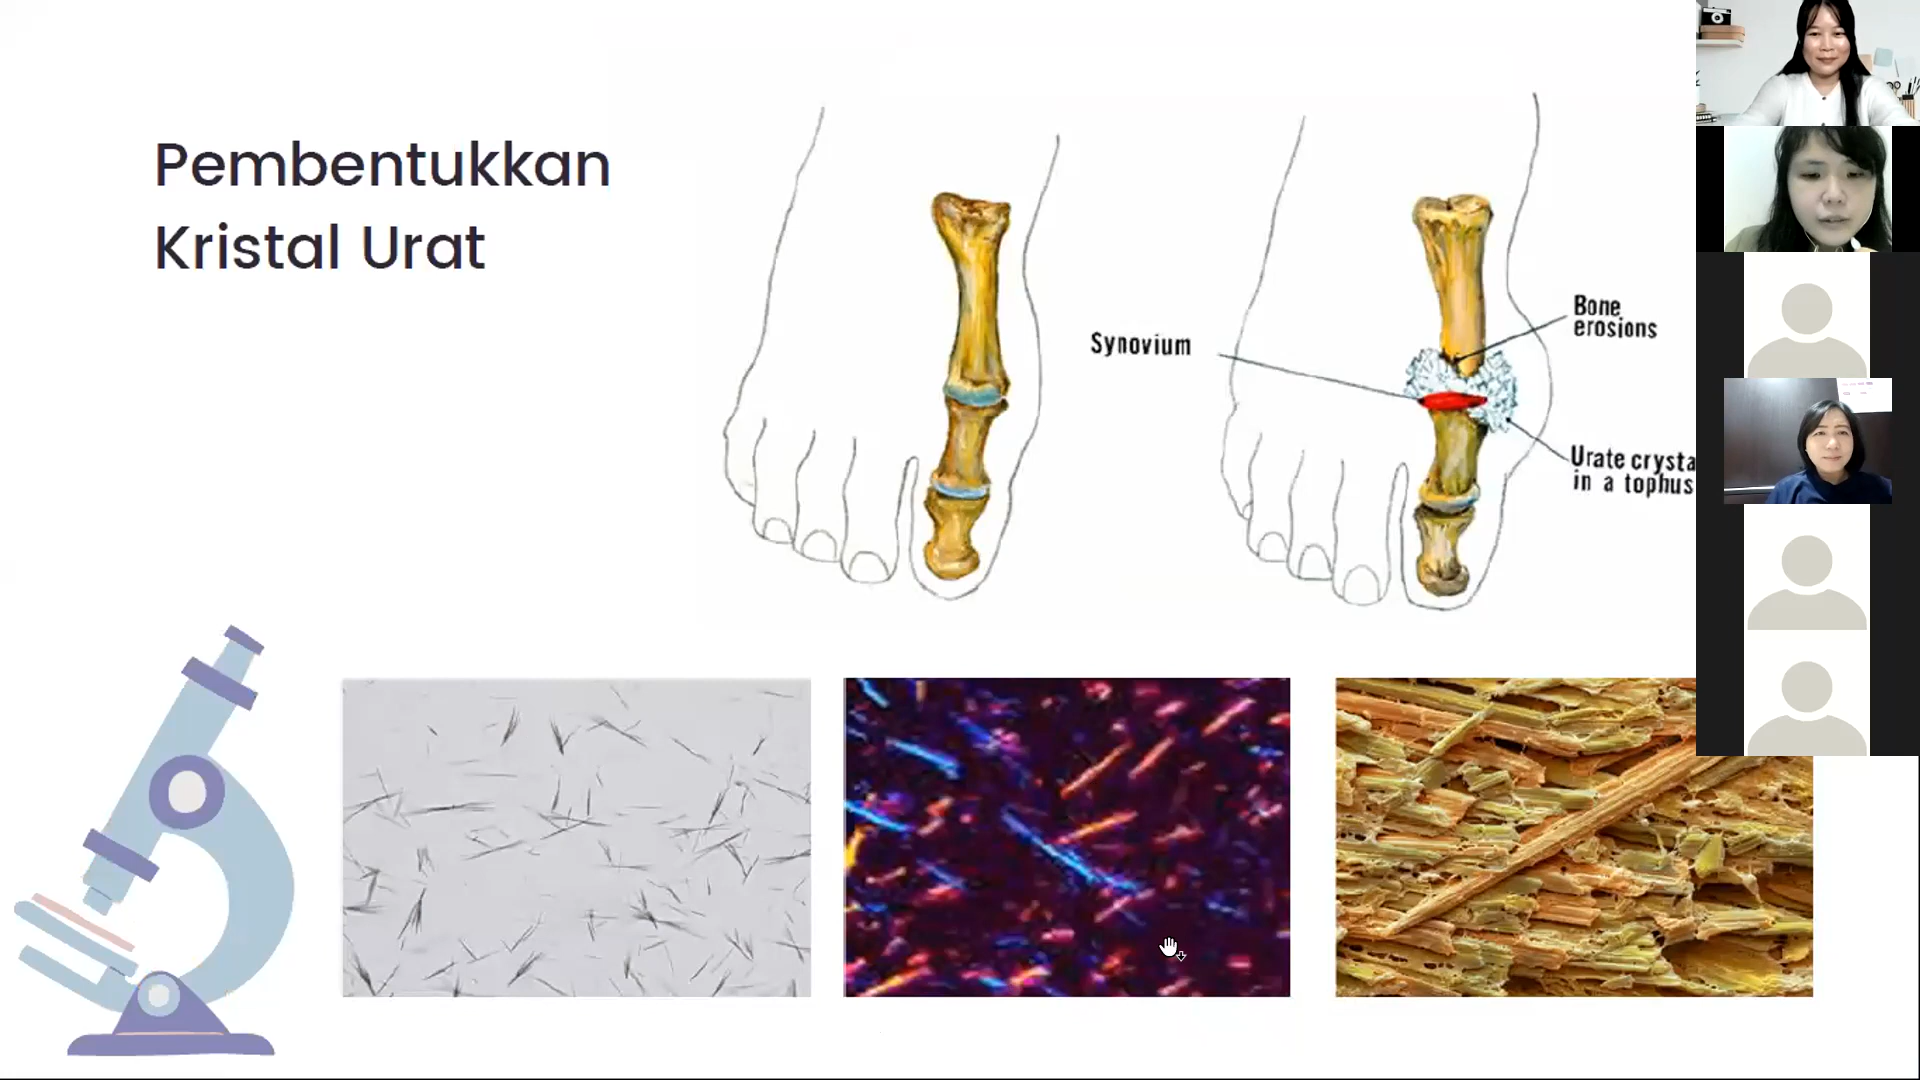 Pembentukkan
Kristal Urat
Synovium
Bone
erosions
Urate crysta
in a tophus